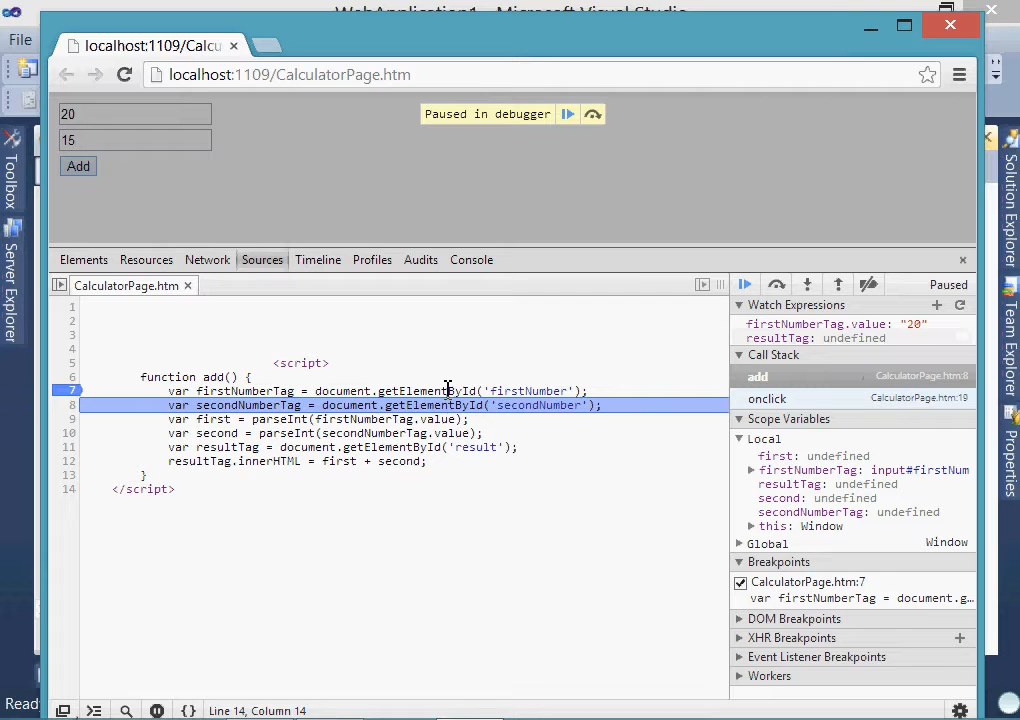 WebApplication1 - Microsoft Visual Studio
File
localhost:1109/Calcu
localhost:1109/CalculatorPage.htm
20
15
Add
Paused in debugger
Toolbox
Server Explorer
Solution Explorer
Team Explorer
Properties
Elements Resources Network Sources Timeline Profiles Audits Console
CalculatorPage.htm
Paused
1
2
3
4
5 <script>
6 function add() {
7 var firstNumberTag = document.getElementById('firstNumber');
8 var secondNumberTag = document.getElementById('secondNumber');
9 var first = parseInt(firstNumberTag.value);
10 var second = parseInt(secondNumberTag.value);
11 var resultTag = document.getElementById('result');
12 resultTag.innerHTML = first + second;
13 }
14 </script>
Watch Expressions
firstNumberTag.value: "20"
resultTag: undefined
Call Stack
add CalculatorPage.htm:8
onclick CalculatorPage.htm:19
Scope Variables
Local
first: undefined
firstNumberTag: input#firstNum
resultTag: undefined
second: undefined
secondNumberTag: undefined
this: Window
Global Window
Breakpoints
CalculatorPage.htm:7
var firstNumberTag = document.g…
DOM Breakpoints
XHR Breakpoints
Event Listener Breakpoints
Workers
Line 14, Column 14
Read